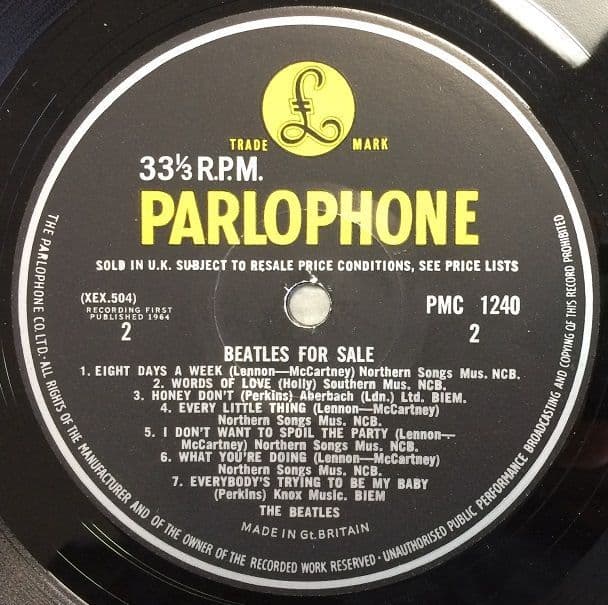 £
TRADE MARK
33⅓ R.P.M.
PARLOPHONE
SOLD IN U.K. SUBJECT TO RESALE PRICE CONDITIONS, SEE PRICE LISTS
(XEX.504)
RECORDING FIRST
PUBLISHED 1964
2
PMC 1240
2
BEATLES FOR SALE
1. EIGHT DAYS A WEEK (Lennon—McCartney) Northern Songs Mus. NCB.
2. WORDS OF LOVE (Holly) Southern Mus. NCB.
3. HONEY DON'T (Perkins) Aberbach (Ldn.) Ltd. BIEM.
4. EVERY LITTLE THING (Lennon—McCartney)
Northern Songs Mus. NCB.
5. I DON'T WANT TO SPOIL THE PARTY (Lennon—
McCartney) Northern Songs Mus. NCB.
6. WHAT YOU'RE DOING (Lennon—McCartney)
Northern Songs Mus. NCB.
7. EVERYBODY'S TRYING TO BE MY BABY
(Perkins) Knox Music. BIEM
THE BEATLES
MADE IN Gt. BRITAIN
THE PARLOPHONE CO. LTD· ALL RIGHTS OF THE MANUFACTURER AND OF THE OWNER OF THE RECORDED WORK RESERVED · UNAUTHORISED PUBLIC PERFORMANCE BROADCASTING AND COPYING OF THIS RECORD PROHIBITED